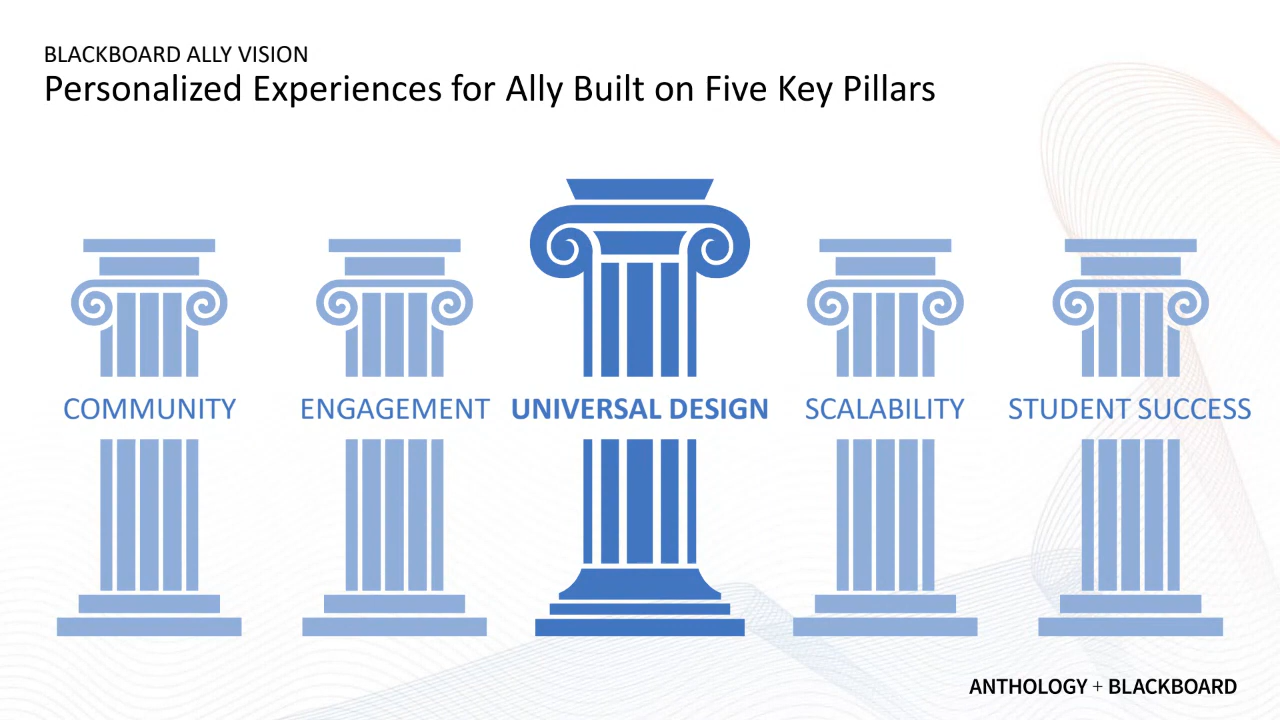 BLACKBOARD ALLY VISION
Personalized Experiences for Ally Built on Five Key Pillars
COMMUNITY
ENGAGEMENT
UNIVERSAL DESIGN
SCALABILITY
STUDENT SUCCESS
ANTHOLOGY + BLACKBOARD